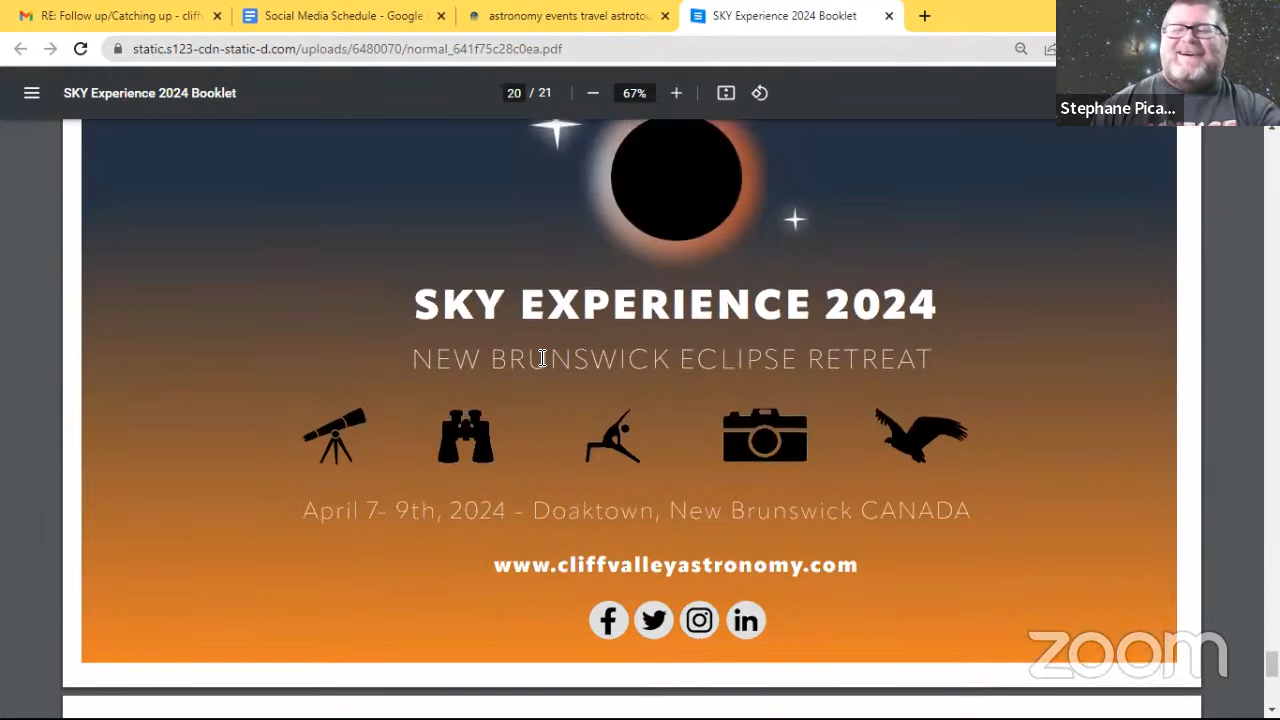 RE: Follow up/Catching up - cliff
Social Media Schedule - Google
astronomy events travel astrotou
SKY Experience 2024 Booklet
static.s123-cdn-static-d.com/uploads/6480070/normal_641f75c28c0ea.pdf
SKY Experience 2024 Booklet
20 / 21
67%
Stephane Pica...
SKY EXPERIENCE 2024
NEW BRUNSWICK ECLIPSE RETREAT
April 7- 9th, 2024 - Doaktown, New Brunswick CANADA
www.cliffvalleyastronomy.com
zoom